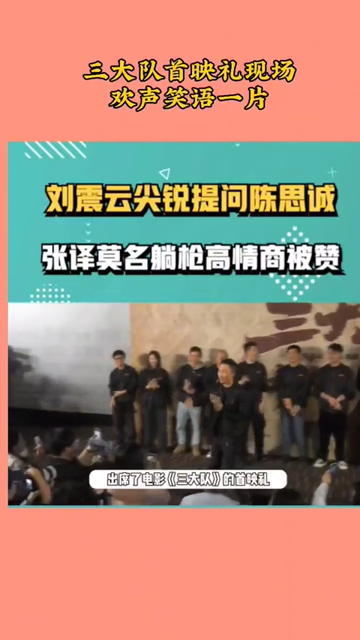 三大队首映礼现场
欢声笑语一片
刘震云尖锐提问陈思诚
张译莫名躺枪高情商被赞
三大
出席了电影《三大队》的首映礼